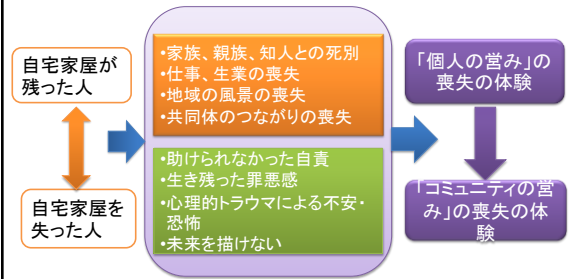 自宅家屋が
残った人
自宅家屋を
失った人
•家族、親族、知人との死別
•仕事、生業の喪失
•地域の風景の喪失
•共同体のつながりの喪失
•助けられなかった自責
•生き残った罪悪感
•心理的トラウマによる不安・
恐怖
•未来を描けない
「個人の営み」の
喪失の体験
「コミュニティの営
み」の喪失の体
験